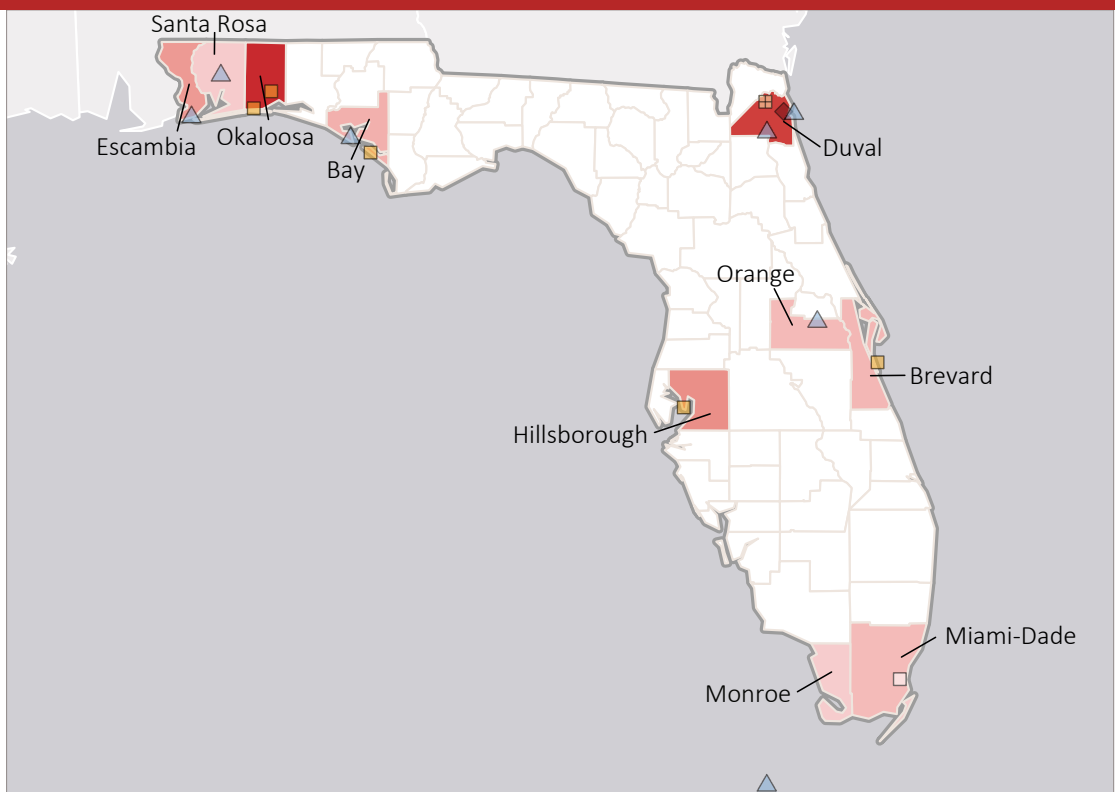 Santa Rosa
Escambia
Okaloosa
Bay
Duval
Orange
Brevard
Hillsborough
Miami-Dade
Monroe